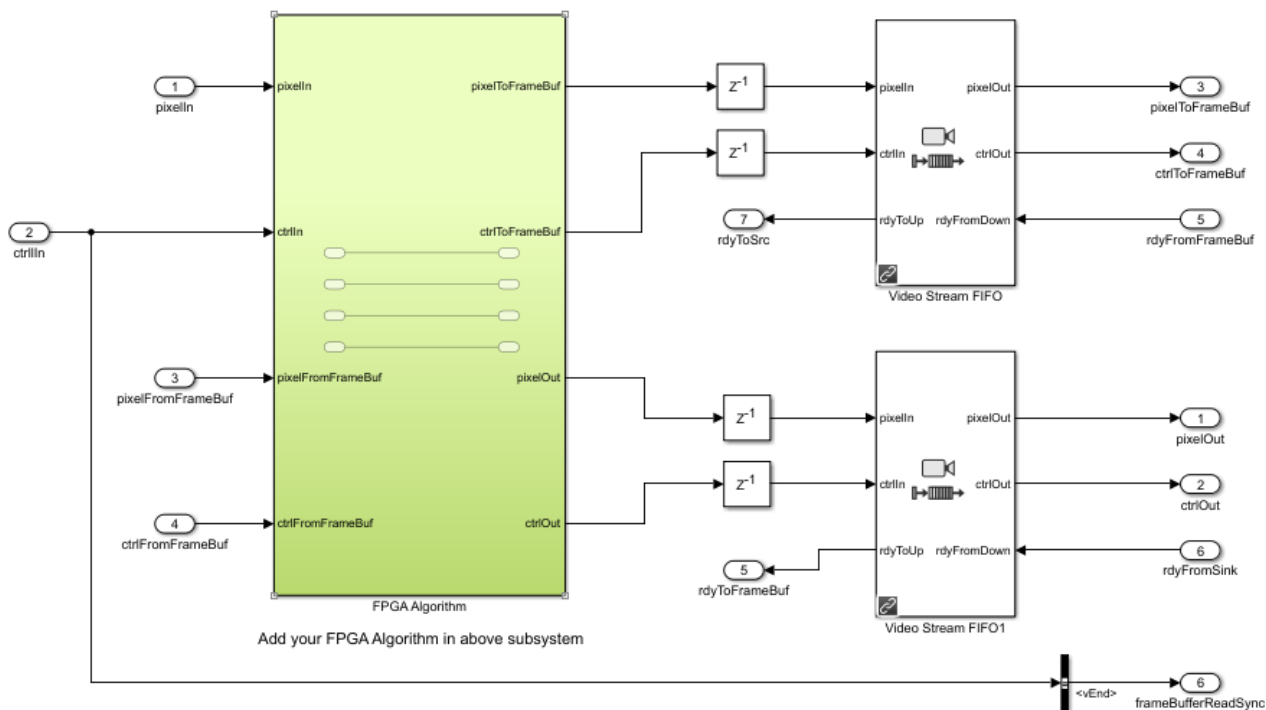 1
pixelIn
2
ctrlIIn
3
pixelFromFrameBuf
4
ctrlFromFrameBuf
pixelIn
ctrlIn
pixelFromFrameBuf
ctrlFromFrameBuf
pixelToFrameBuf
ctrlToFrameBuf
pixelOut
ctrlOut
FPGA Algorithm
Add your FPGA Algorithm in above subsystem
z-1
z-1
7
rdyToSrc
pixelIn
ctrlIn
rdyToUp
pixelOut
ctrlOut
rdyFromDown
Video Stream FIFO
3
pixelToFrameBuf
4
ctrlToFrameBuf
5
rdyFromFrameBuf
z-1
z-1
5
rdyToFrameBuf
pixelIn
ctrlIn
rdyToUp
pixelOut
ctrlOut
rdyFromDown
Video Stream FIFO1
1
pixelOut
2
ctrlOut
6
rdyFromSink
<vEnd>
6
frameBufferReadSync